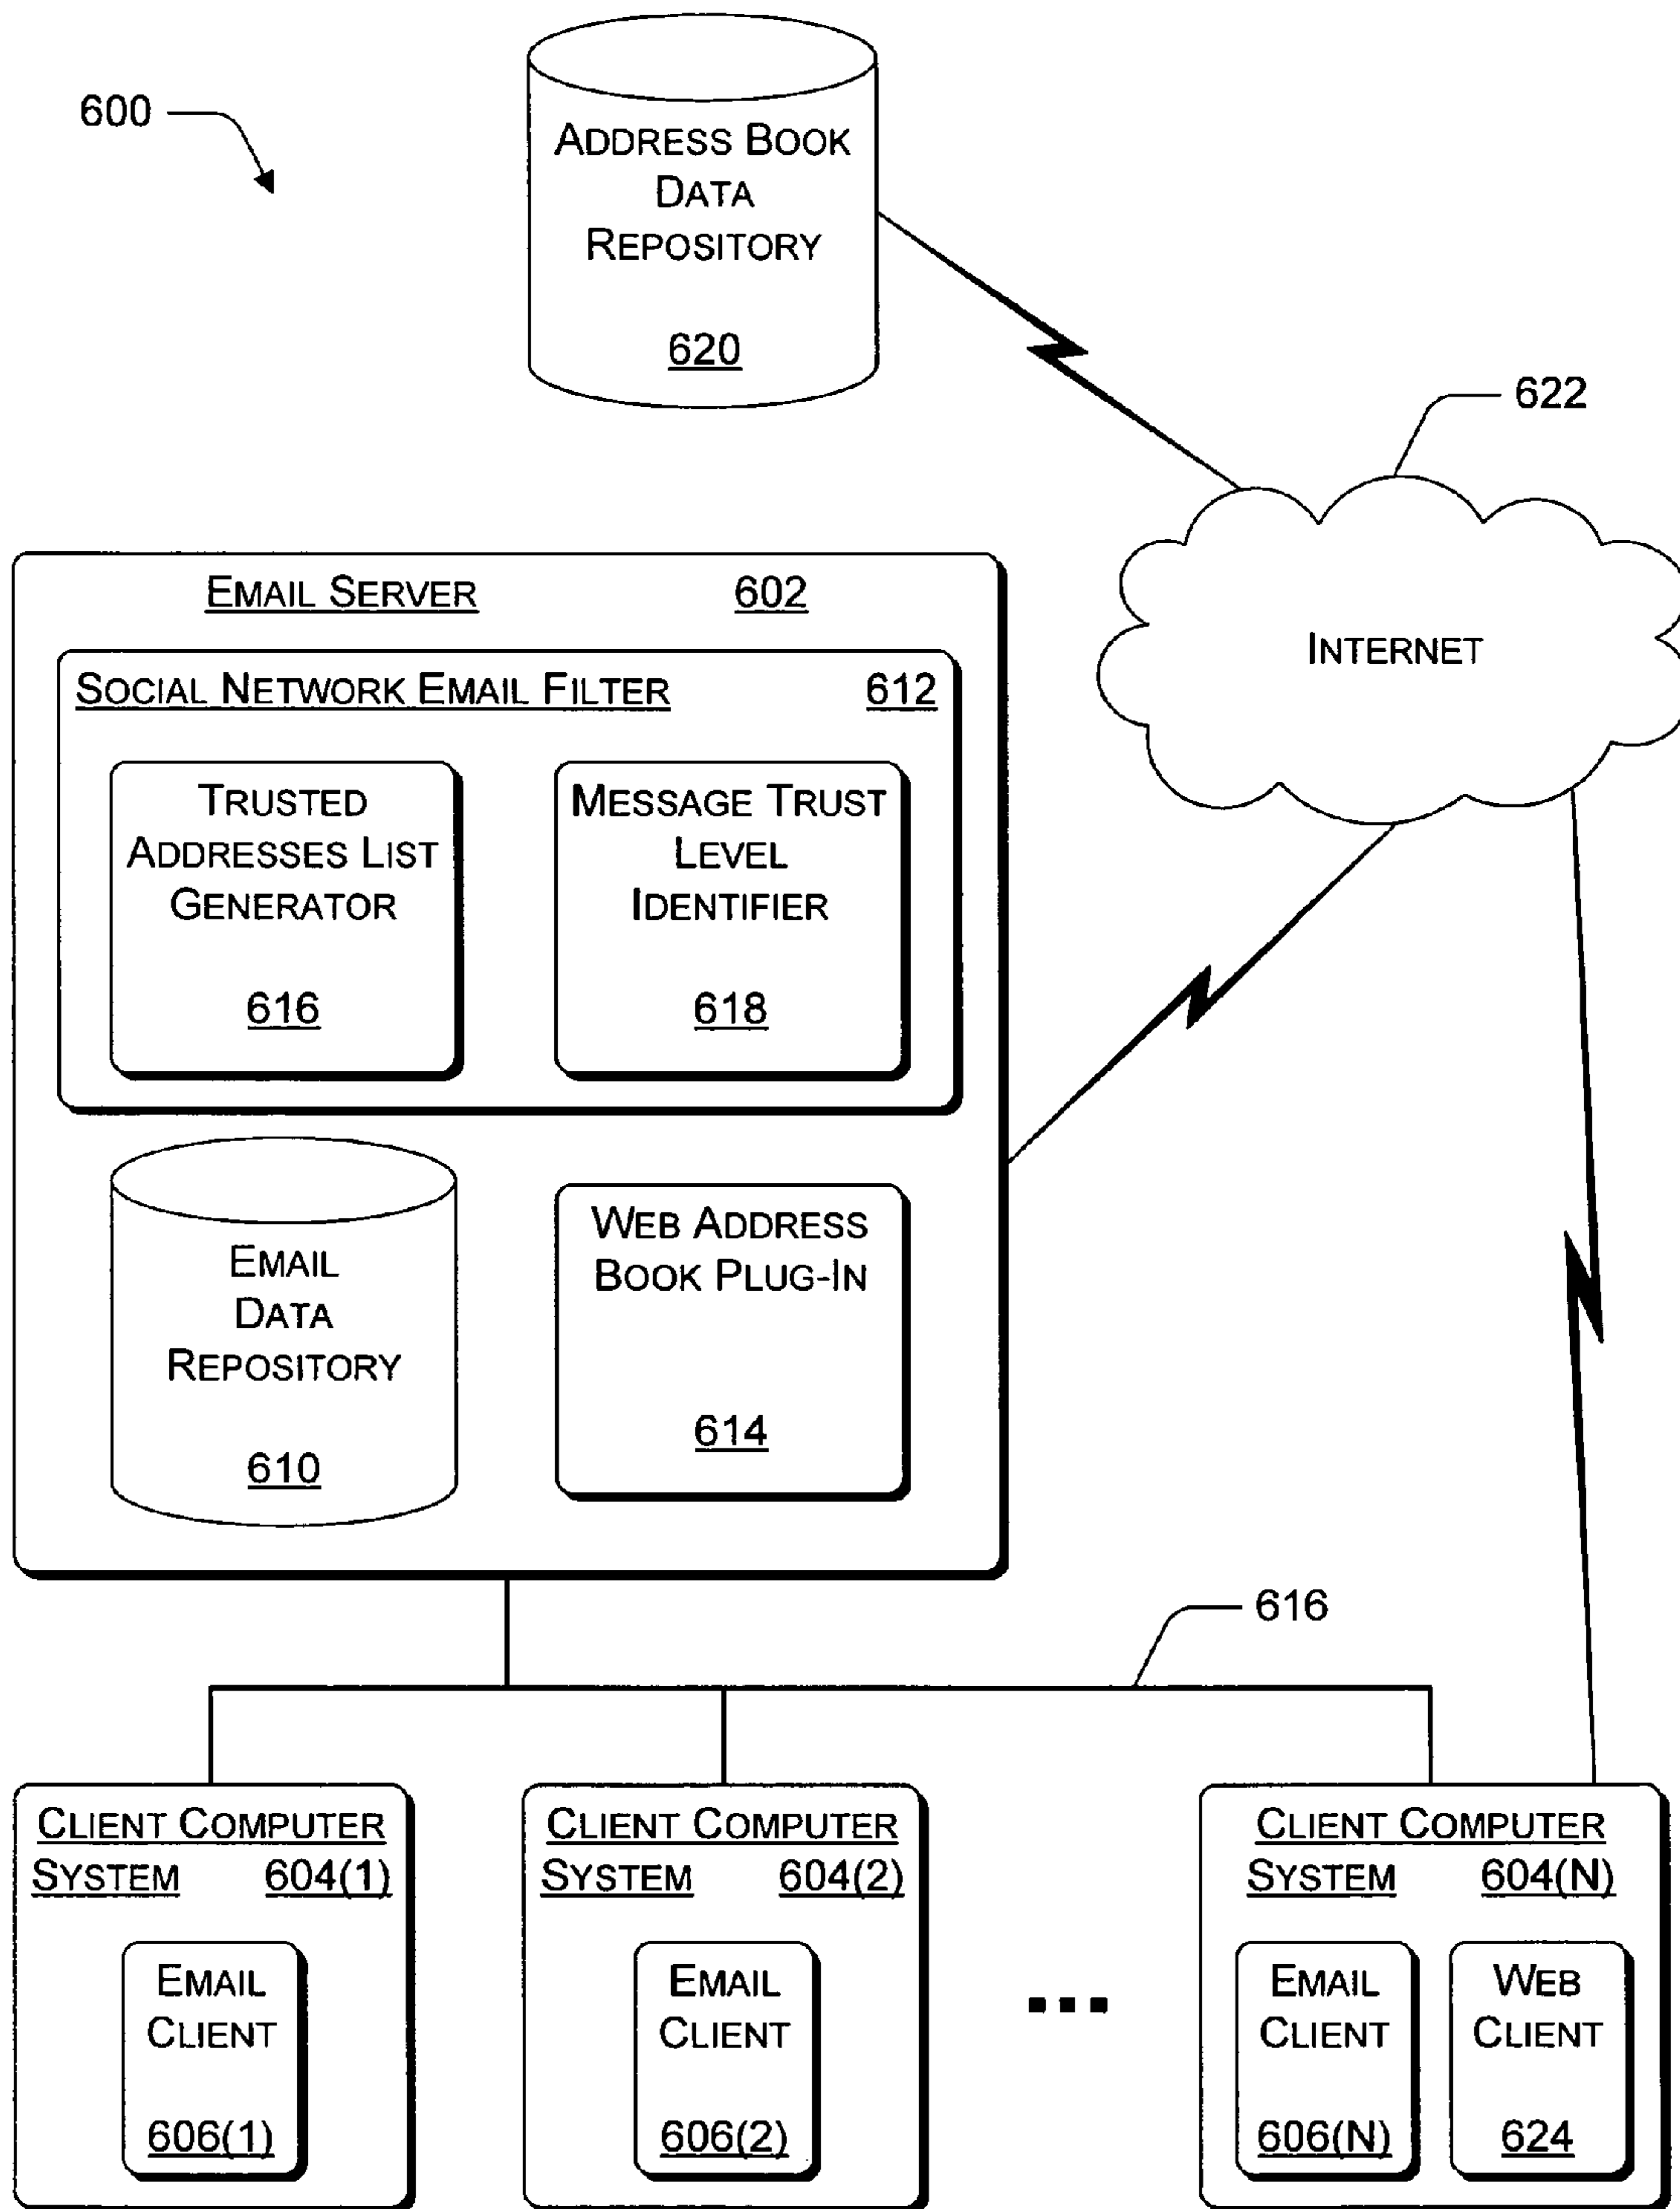 600
ADDRESS BOOK
DATA
REPOSITORY
620
622
INTERNET
EMAIL SERVER 602
SOCIAL NETWORK EMAIL FILTER 612
TRUSTED
ADDRESSES LIST
GENERATOR
616
MESSAGE TRUST
LEVEL
IDENTIFIER
618
EMAIL
DATA
REPOSITORY
610
WEB ADDRESS
BOOK PLUG-IN
614
616
CLIENT COMPUTER
SYSTEM 604(1)
EMAIL
CLIENT
606(1)
CLIENT COMPUTER
SYSTEM 604(2)
EMAIL
CLIENT
606(2)
...
CLIENT COMPUTER
SYSTEM 604(N)
EMAIL
CLIENT
606(N)
WEB
CLIENT
624